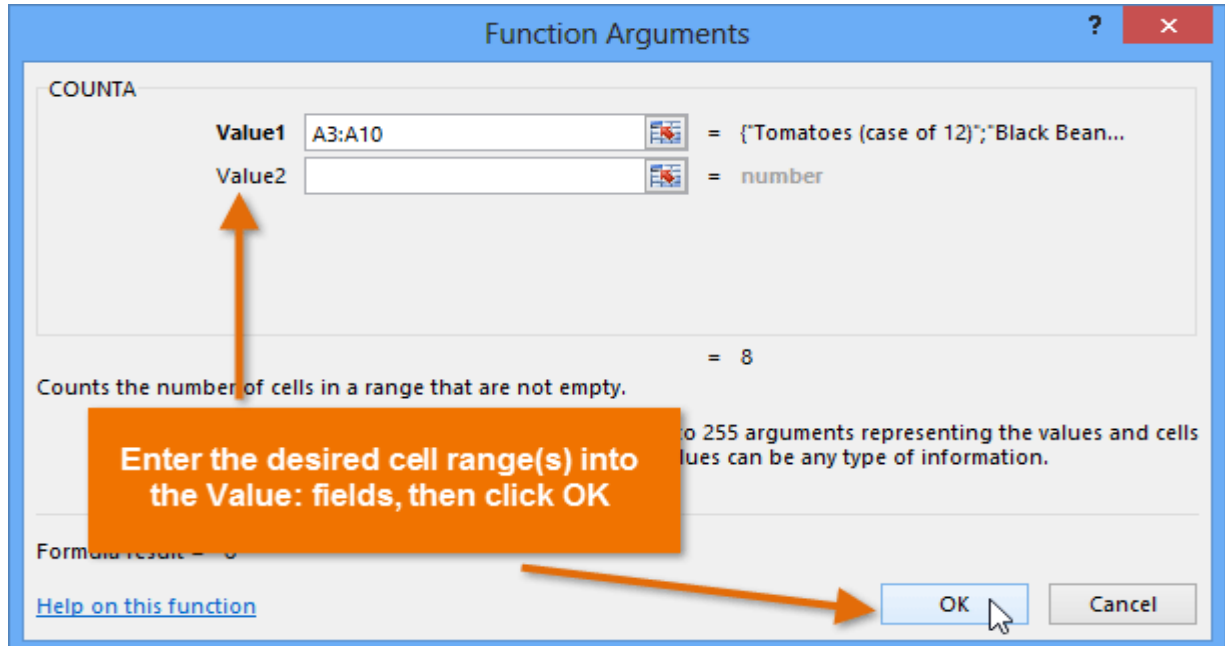 Function Arguments
?
COUNTA
Value1 A3:A10 = {"Tomatoes (case of 12)";"Black Bean...
Value2 = number
= 8
Counts the number of cells in a range that are not empty.
to 255 arguments representing the values and cells
can be any type of information.
Enter the desired cell range(s) into
the Value: fields, then click OK
Formula result =
Help on this function
OK
Cancel